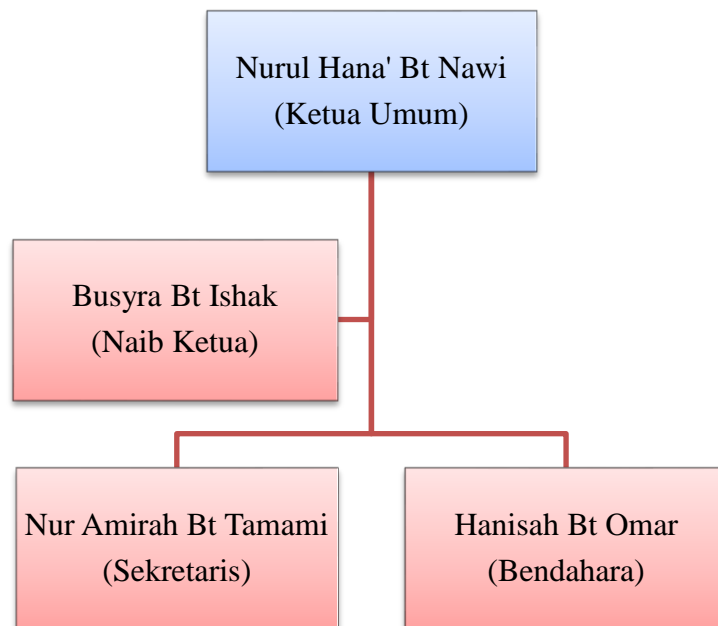 Nurul Hana' Bt Nawi
(Ketua Umum)
Busyra Bt Ishak
(Naib Ketua)
Nur Amirah Bt Tamami
(Sekretaris)
Hanisah Bt Omar
(Bendahara)